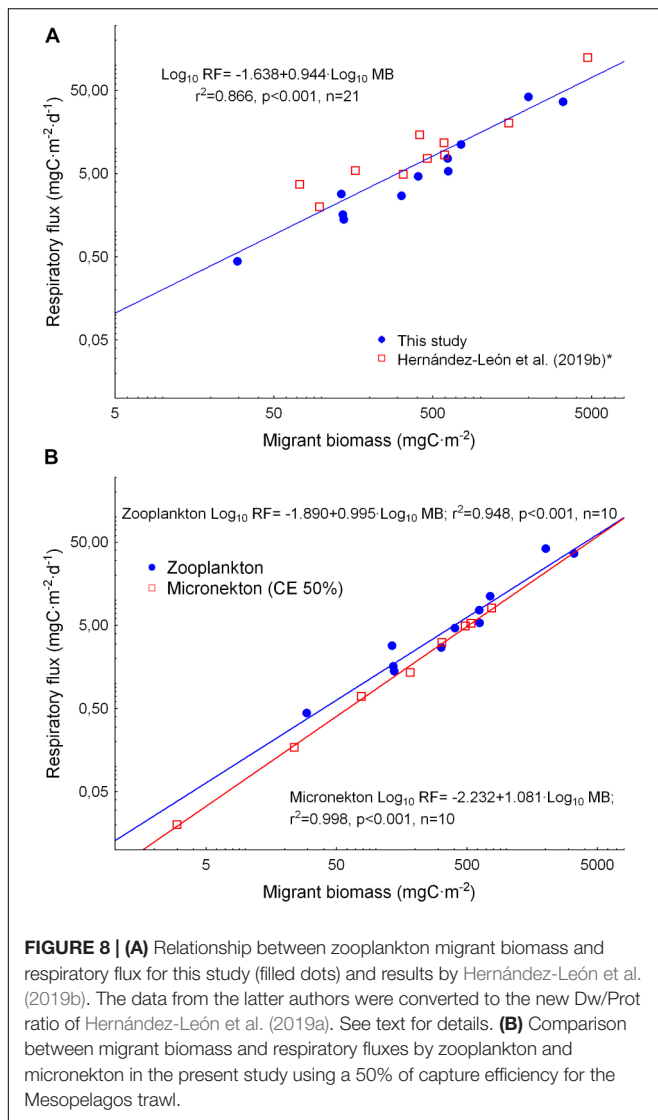 A
Log10 RF= -1.638+0.944·Log10 MB
r2=0.866, p<0.001, n=21
50,00
5,00
0,50
0,05
Respiratory flux (mgC·m-2·d-1)
This study
Hernández-León et al. (2019b)*
5 50 500 5000
Migrant biomass (mgC·m-2)
B
Zooplankton Log10 RF= -1.890+0.995·Log10 MB; r2=0.948, p<0.001, n=10
50,00
5,00
0,50
0,05
Respiratory flux (mgC·m-2·d-1)
Zooplankton
Micronekton (CE 50%)
Micronekton Log10 RF= -2.232+1.081·Log10 MB;
r2=0.998, p<0.001, n=10
5 50 500 5000
Migrant biomass (mgC·m-2)
FIGURE 8 | (A) Relationship between zooplankton migrant biomass and
respiratory flux for this study (filled dots) and results by Hernández-León et al.
(2019b). The data from the latter authors were converted to the new Dw/Prot
ratio of Hernández-León et al. (2019a). See text for details. (B) Comparison
between migrant biomass and respiratory fluxes by zooplankton and
micronekton in the present study using a 50% of capture efficiency for the
Mesopelagos trawl.